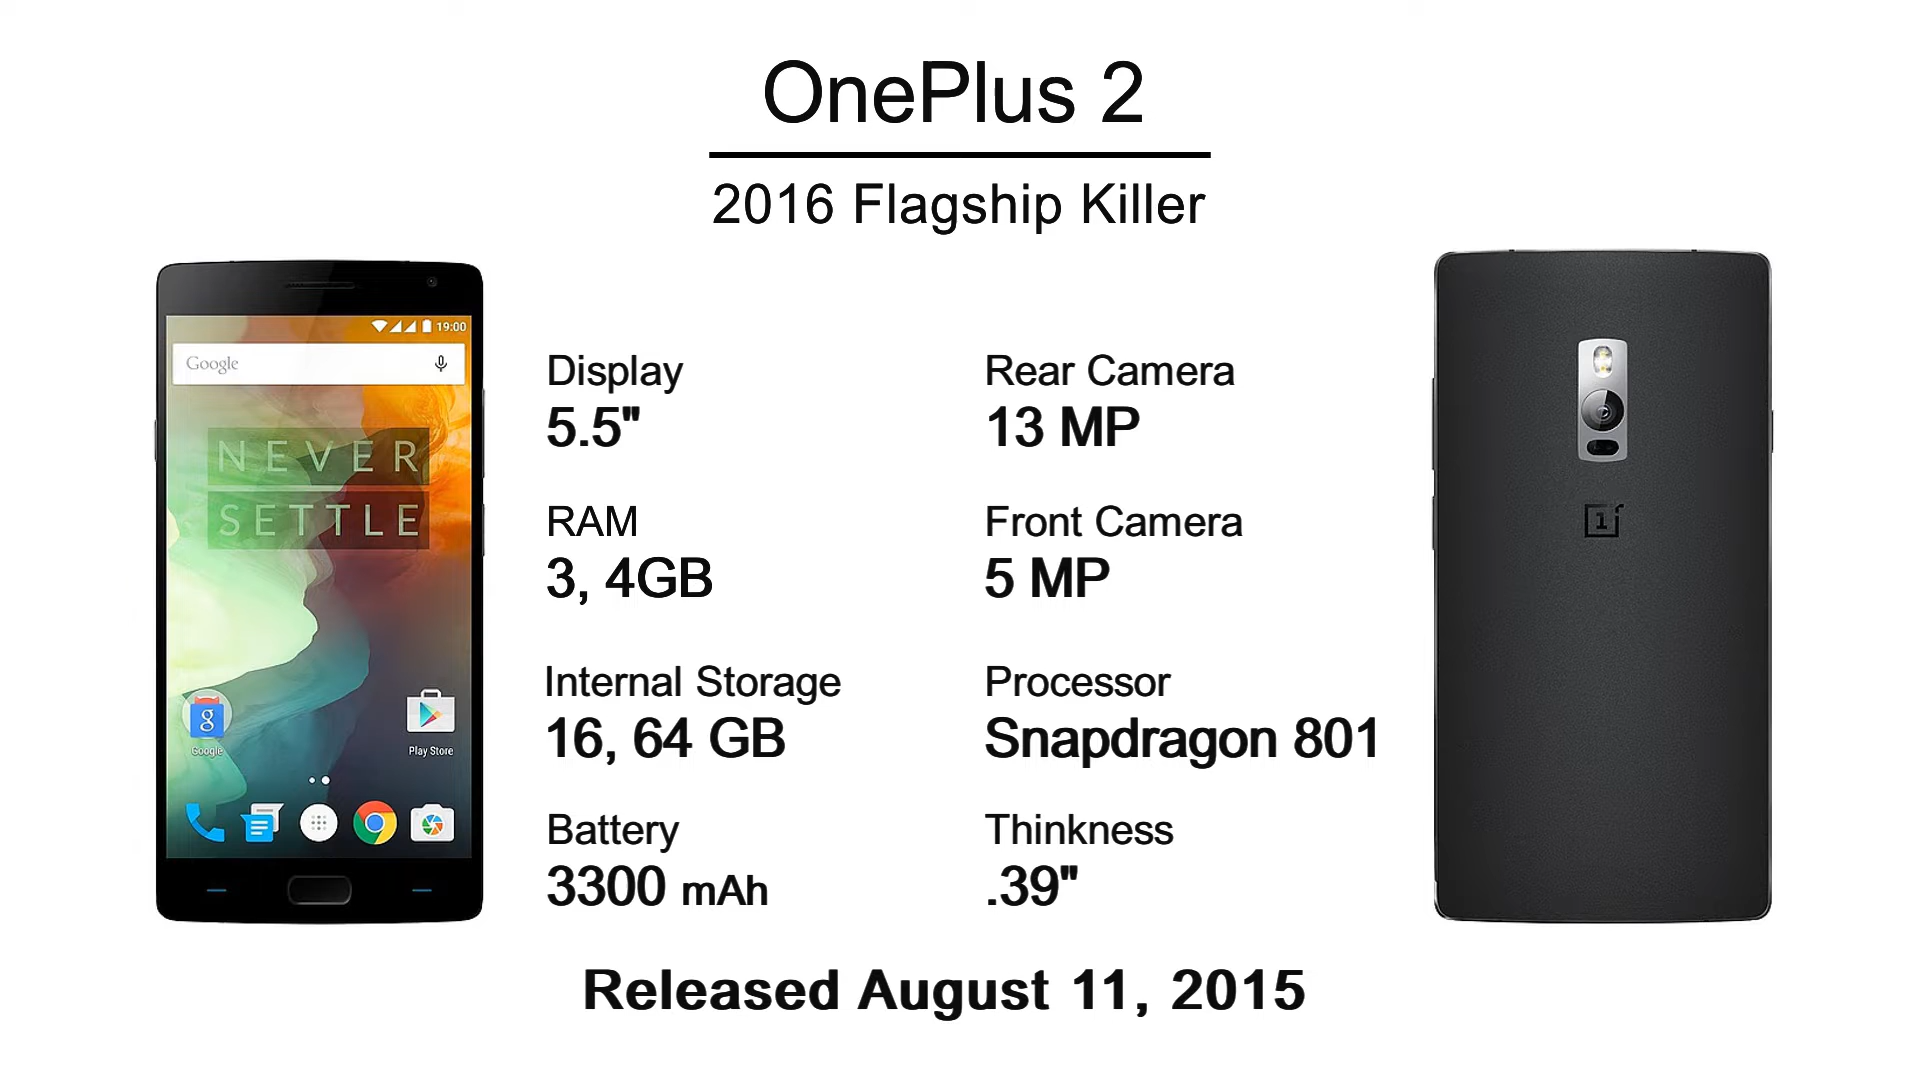 OnePlus 2
2016 Flagship Killer
19:00
Google
NEVER
SETTLE
g
Google
Play Store
Display
5.5"
RAM
3, 4GB
Internal Storage
16, 64 GB
Battery
3300 mAh
Rear Camera
13 MP
Front Camera
5 MP
Processor
Snapdragon 801
Thinkness
.39"
1
Released August 11, 2015